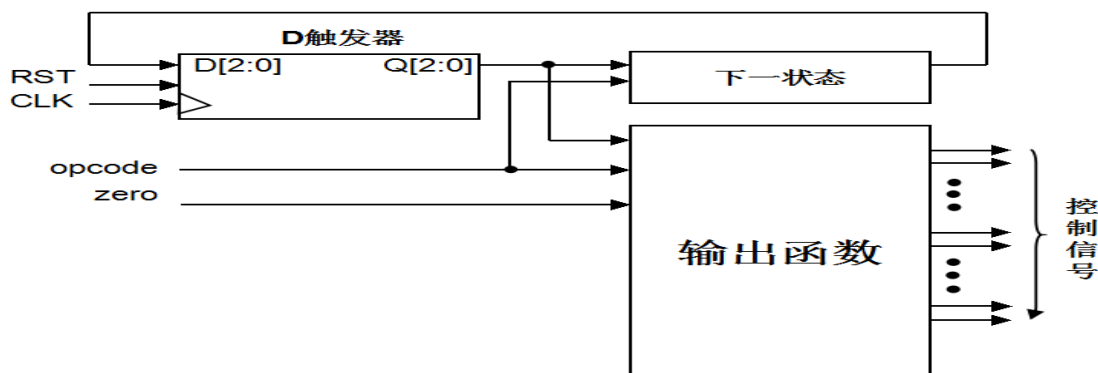 D触发器
D[2:0]
Q[2:0]
RST
CLK
下一状态
opcode
zero
输出函数
控制信号